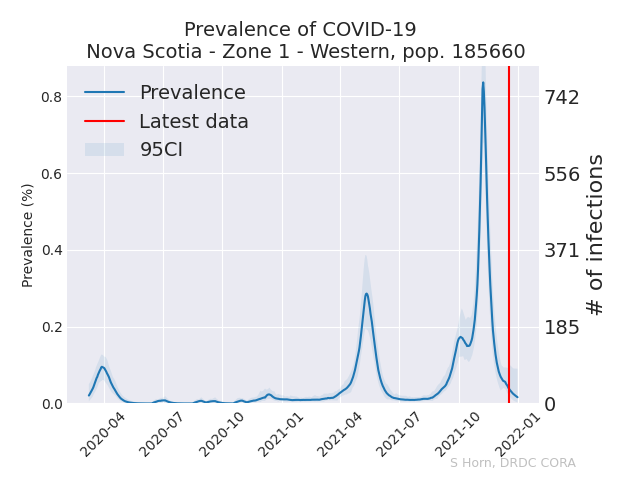 Prevalence of COVID-19
Nova Scotia - Zone 1 - Western, pop. 185660
Prevalence
Latest data
95CI
Prevalence (%)
0.8
0.6
0.4
0.2
0.0
742
556
371
185
0
# of infections
2020-04
2020-07
2020-10
2021-01
2021-04
2021-07
2021-10
2022-01
S Horn, DRDC CORA